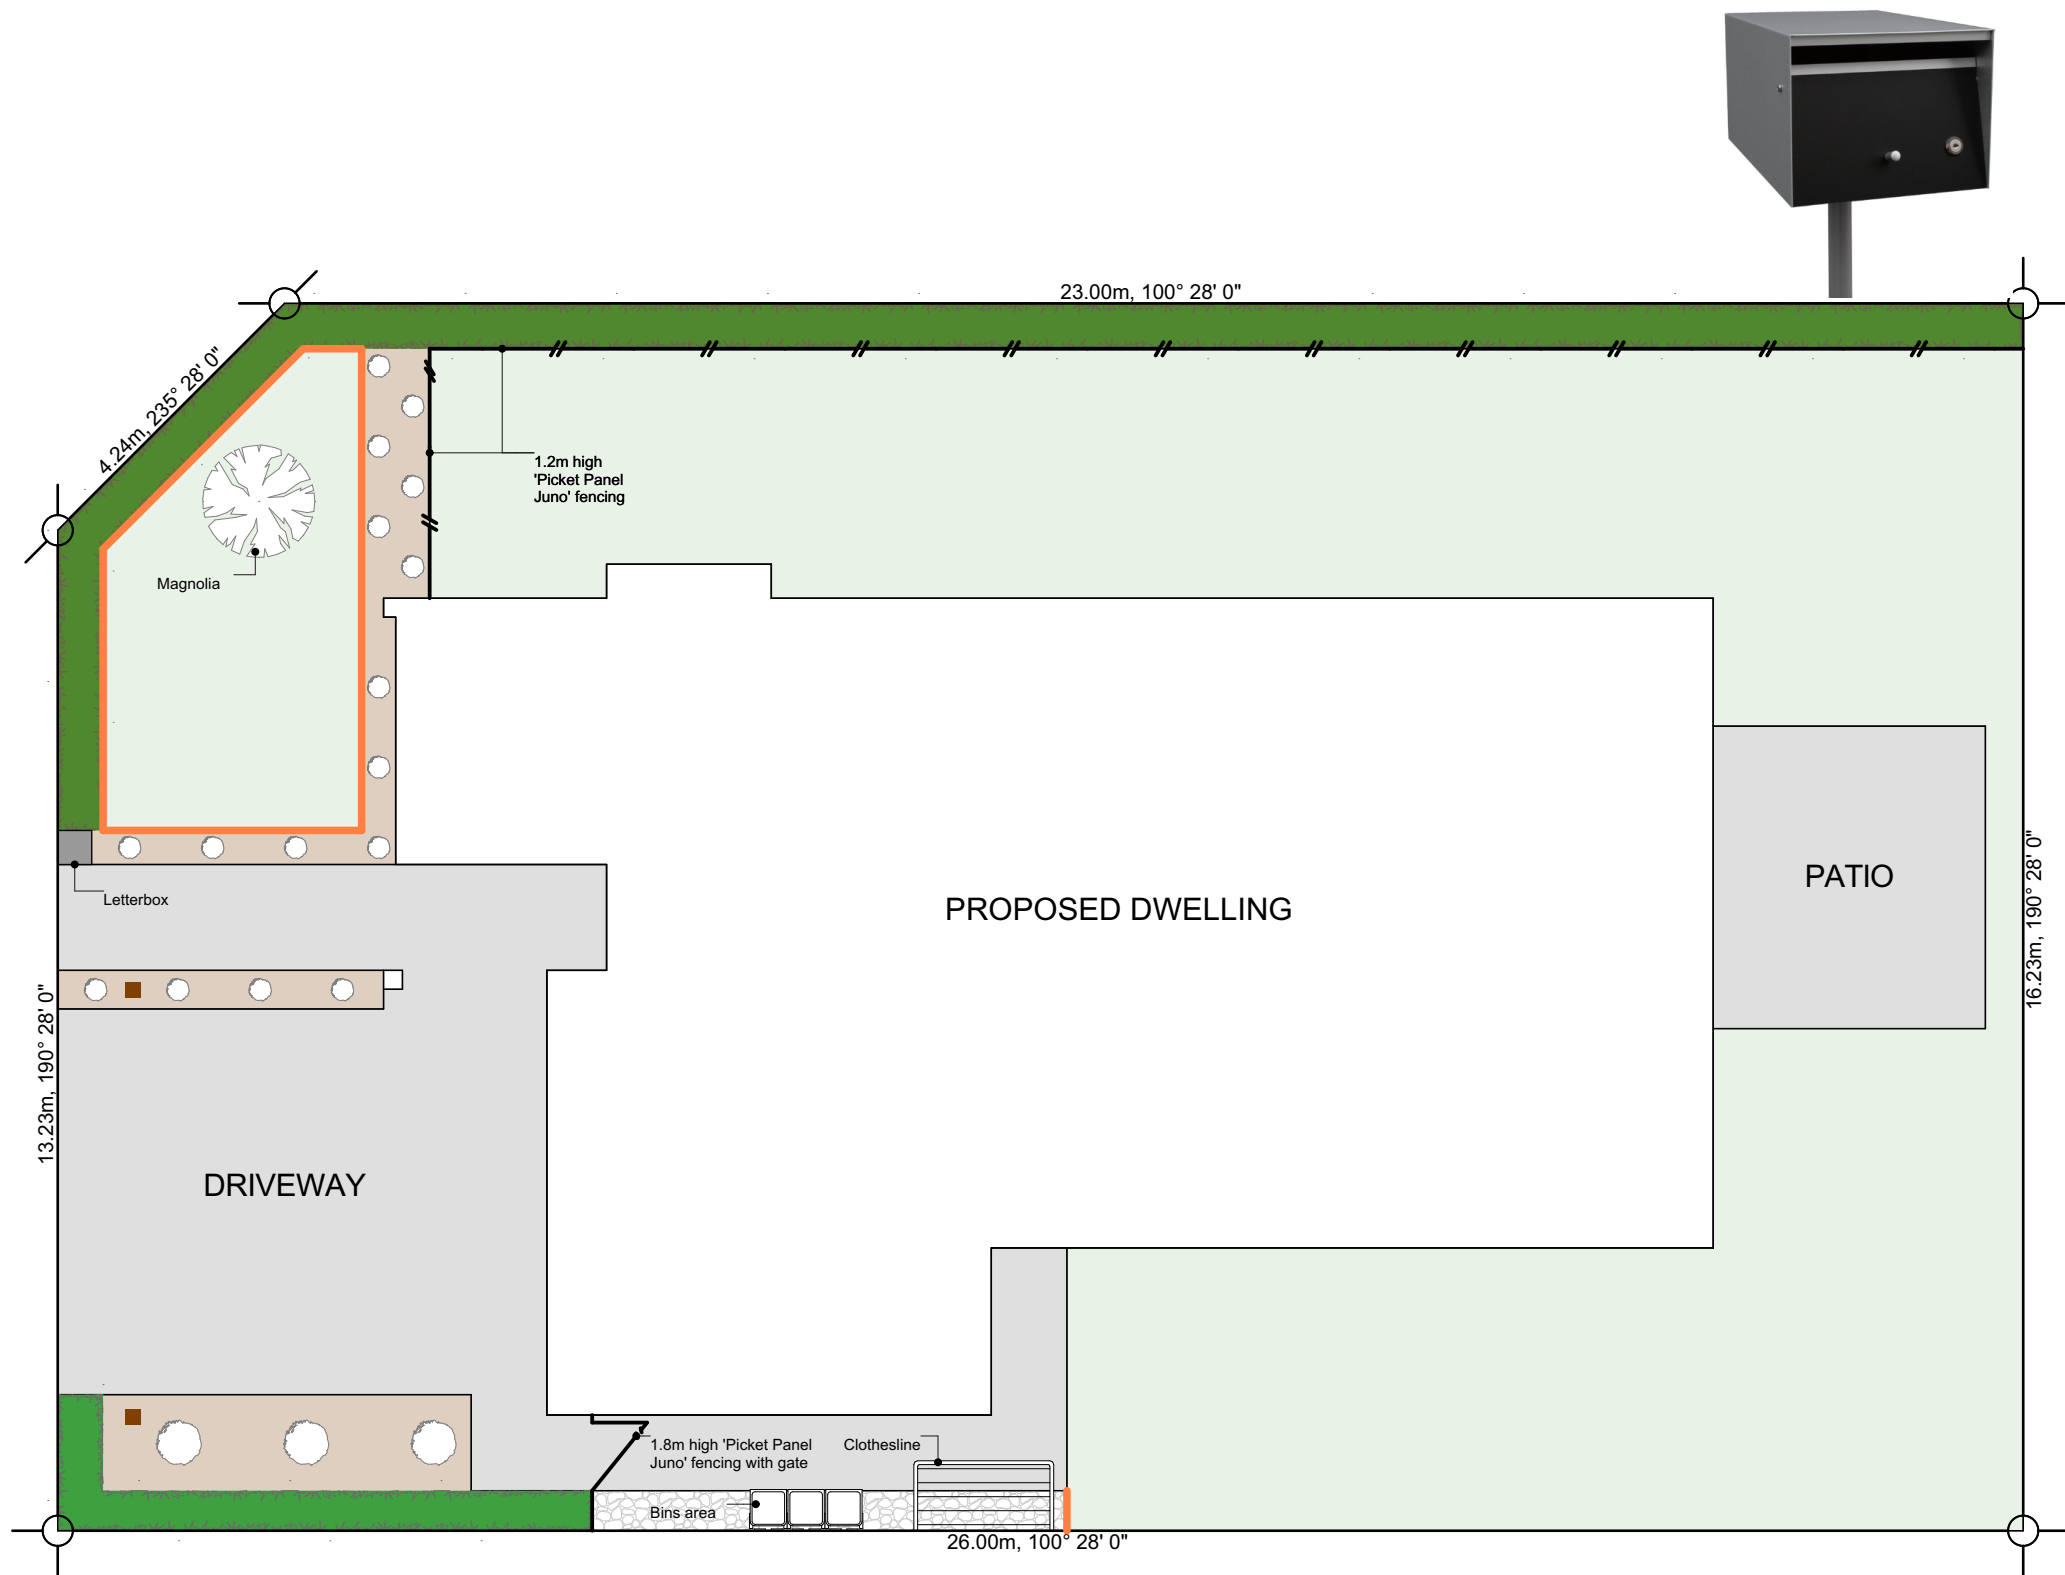 23.00m, 100° 28' 0"
4.24m, 235° 28' 0"
1.2m high
'Picket Panel
Juno' fencing
Magnolia
PATIO
Letterbox
PROPOSED DWELLING
16.23m, 190° 28' 0"
13.23m, 190° 28' 0"
DRIVEWAY
1.8m high 'Picket Panel
Juno' fencing with gate
Clothesline
Bins area
26.00m, 100° 28' 0"